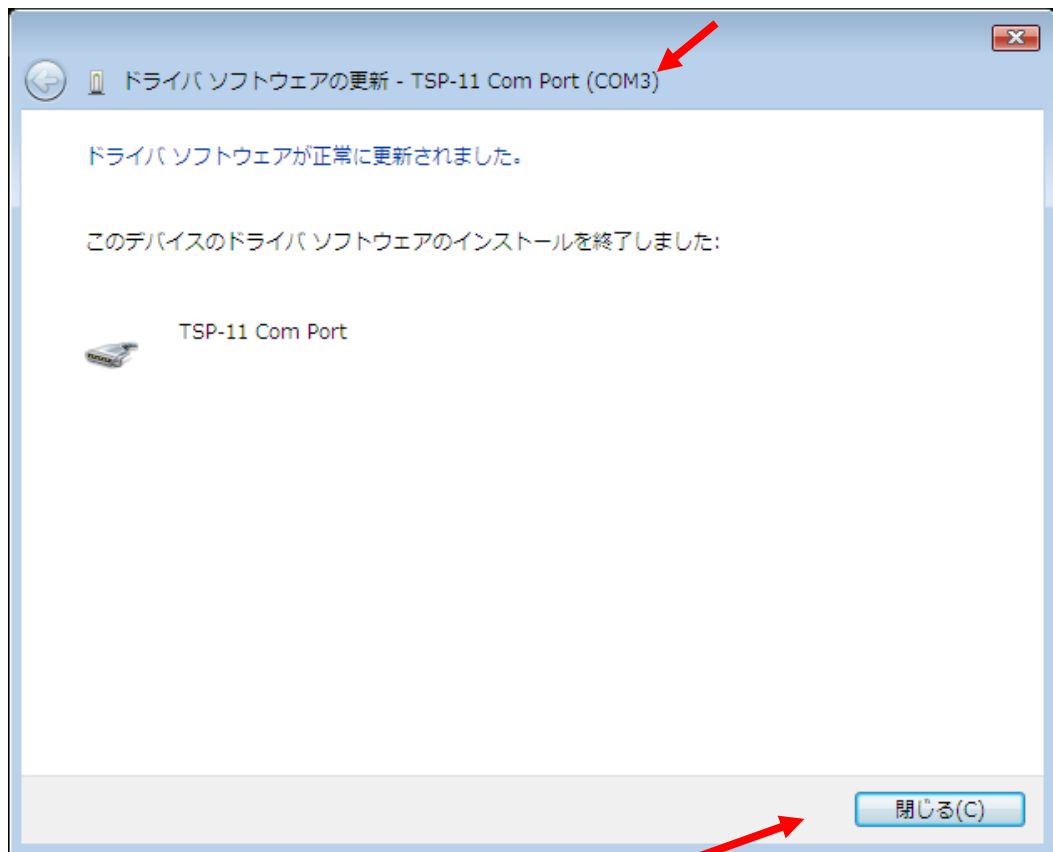 ドライバ ソフトウェアの更新 - TSP-11 Com Port (COM3)
ドライバ ソフトウェアが正常に更新されました。
このデバイスのドライバ ソフトウェアのインストールを終了しました:
TSP-11 Com Port
閉じる(C)